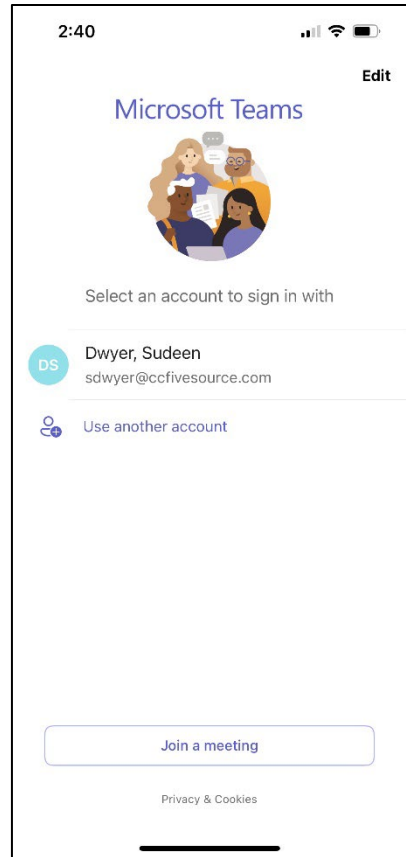 2:40
Edit
Microsoft Teams
Select an account to sign in with
DS
Dwyer, Sudeen
sdwyer@ccfivesource.com
Use another account
Join a meeting
Privacy & Cookies